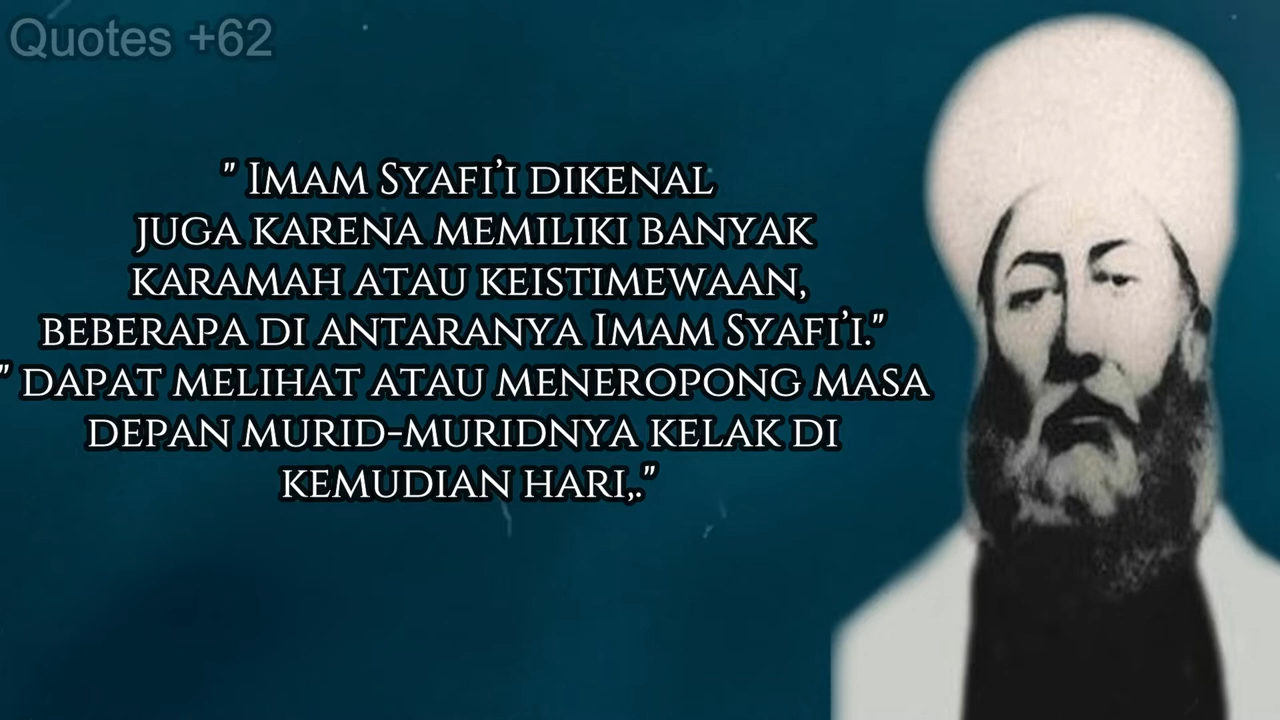 Quotes +62
" Imam Syafi’i dikenal
juga karena memiliki banyak
karamah atau keistimewaan,
beberapa di antaranya Imam Syafi’i."
" dapat melihat atau meneropong masa
depan murid-muridnya kelak di
kemudian hari,."